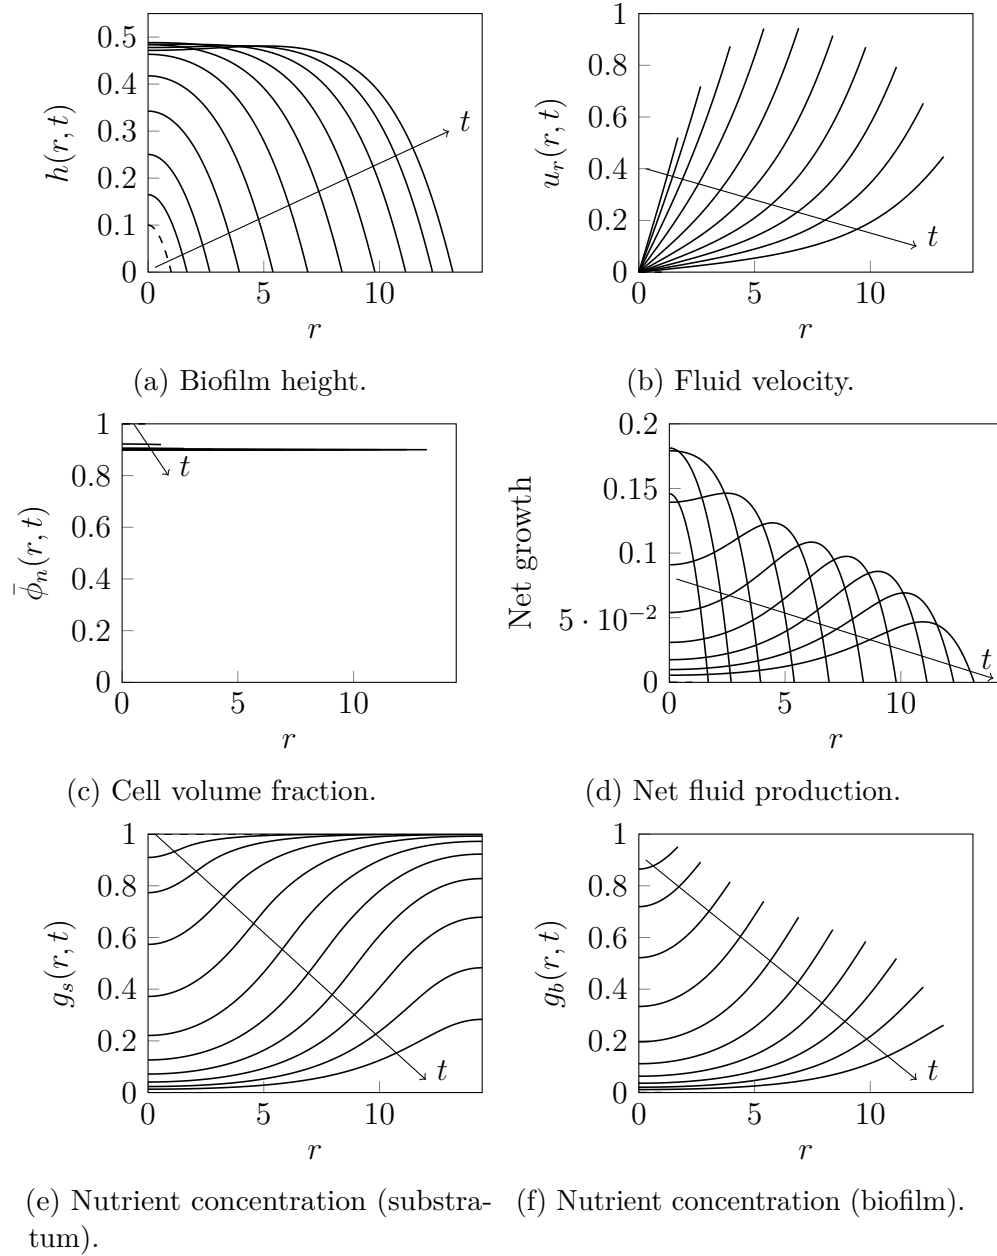 0.5
0.4
0.3
0.2
0.1
0
h(r, t)
0 5 10
r
t
(a) Biofilm height.
1
0.8
0.6
0.4
0.2
0
u_r(r, t)
0 5 10
r
t
(b) Fluid velocity.
1
0.8
0.6
0.4
0.2
0
ϕ̄_n(r, t)
0 5 10
r
t
(c) Cell volume fraction.
0.2
0.15
0.1
5 · 10⁻²
0
Net growth
0 5 10
r
t
(d) Net fluid production.
1
0.8
0.6
0.4
0.2
0
g_s(r, t)
0 5 10
r
t
(e) Nutrient concentration (substra-
tum).
1
0.8
0.6
0.4
0.2
0
g_b(r, t)
0 5 10
r
t
(f) Nutrient concentration (biofilm).